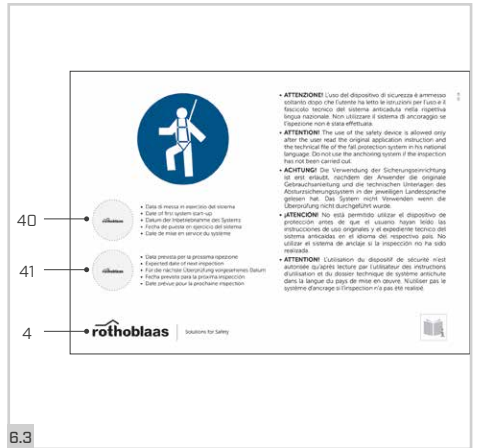 • ATTENZIONE! L'uso del dispositivo di sicurezza è ammesso
soltanto dopo che l'utente ha letto le istruzioni per l'uso e il
fascicolo tecnico del sistema anticaduta nella rispettiva
lingua nazionale. Non utilizzare il sistema di ancoraggio se
l'ispezione non è stata effettuata.
• ATTENTION! The use of the safety device is allowed only
after the user read the original application instruction and
the technical file of the fall protection system in his national
language. Do not use the anchoring system if the inspection
has not been carried out.
• ACHTUNG! Die Verwendung der Sicherungseinrichtung
ist erst erlaubt, nachdem der Anwender die originale
Gebrauchsanleitung und die technischen Unterlagen des
Absturzsicherungssystem in der jeweiligen Landessprache
gelesen hat. Das System nicht Verwenden wenn die
Überprüfung nicht durchgeführt wurde.
• ¡ATENCIÓN! No está permitido utilizar el dispositivo de
protección antes de que el usuario hayan leído las
instrucciones de uso originales y el expediente técnico del
sistema anticaídas en el idioma del respectivo país. No
utilizar el sistema de anclaje si la inspección no ha sido
realizada.
• ATTENTION! L'utilisation du dispositif de sécurité n'est
autorisée qu'après lecture par l'utilisateur des instructions
d'utilisation et du dossier technique de système antichute
dans la langue du pays de mise en œuvre. N'utiliser pas le
système d'ancrage si l'inspection n'a pas été réalisé.
40
rothoblaas
• Data di messa in esercizio del sistema
• Date of first system start-up
• Datum der Inbetriebnahme des Systems
• Fecha de puesta en ejercicio del sistema
• Date de mise en service du système
41
rothoblaas
• Data prevista per la prossima ispezione
• Expected date of next inspection
• Für die nächste Überprüfung vorgesehenes Datum
• Fecha prevista para la próxima inspección
• Date prévue pour la prochaine inspection
4
rothoblaas
Solutions for Safety
6.3